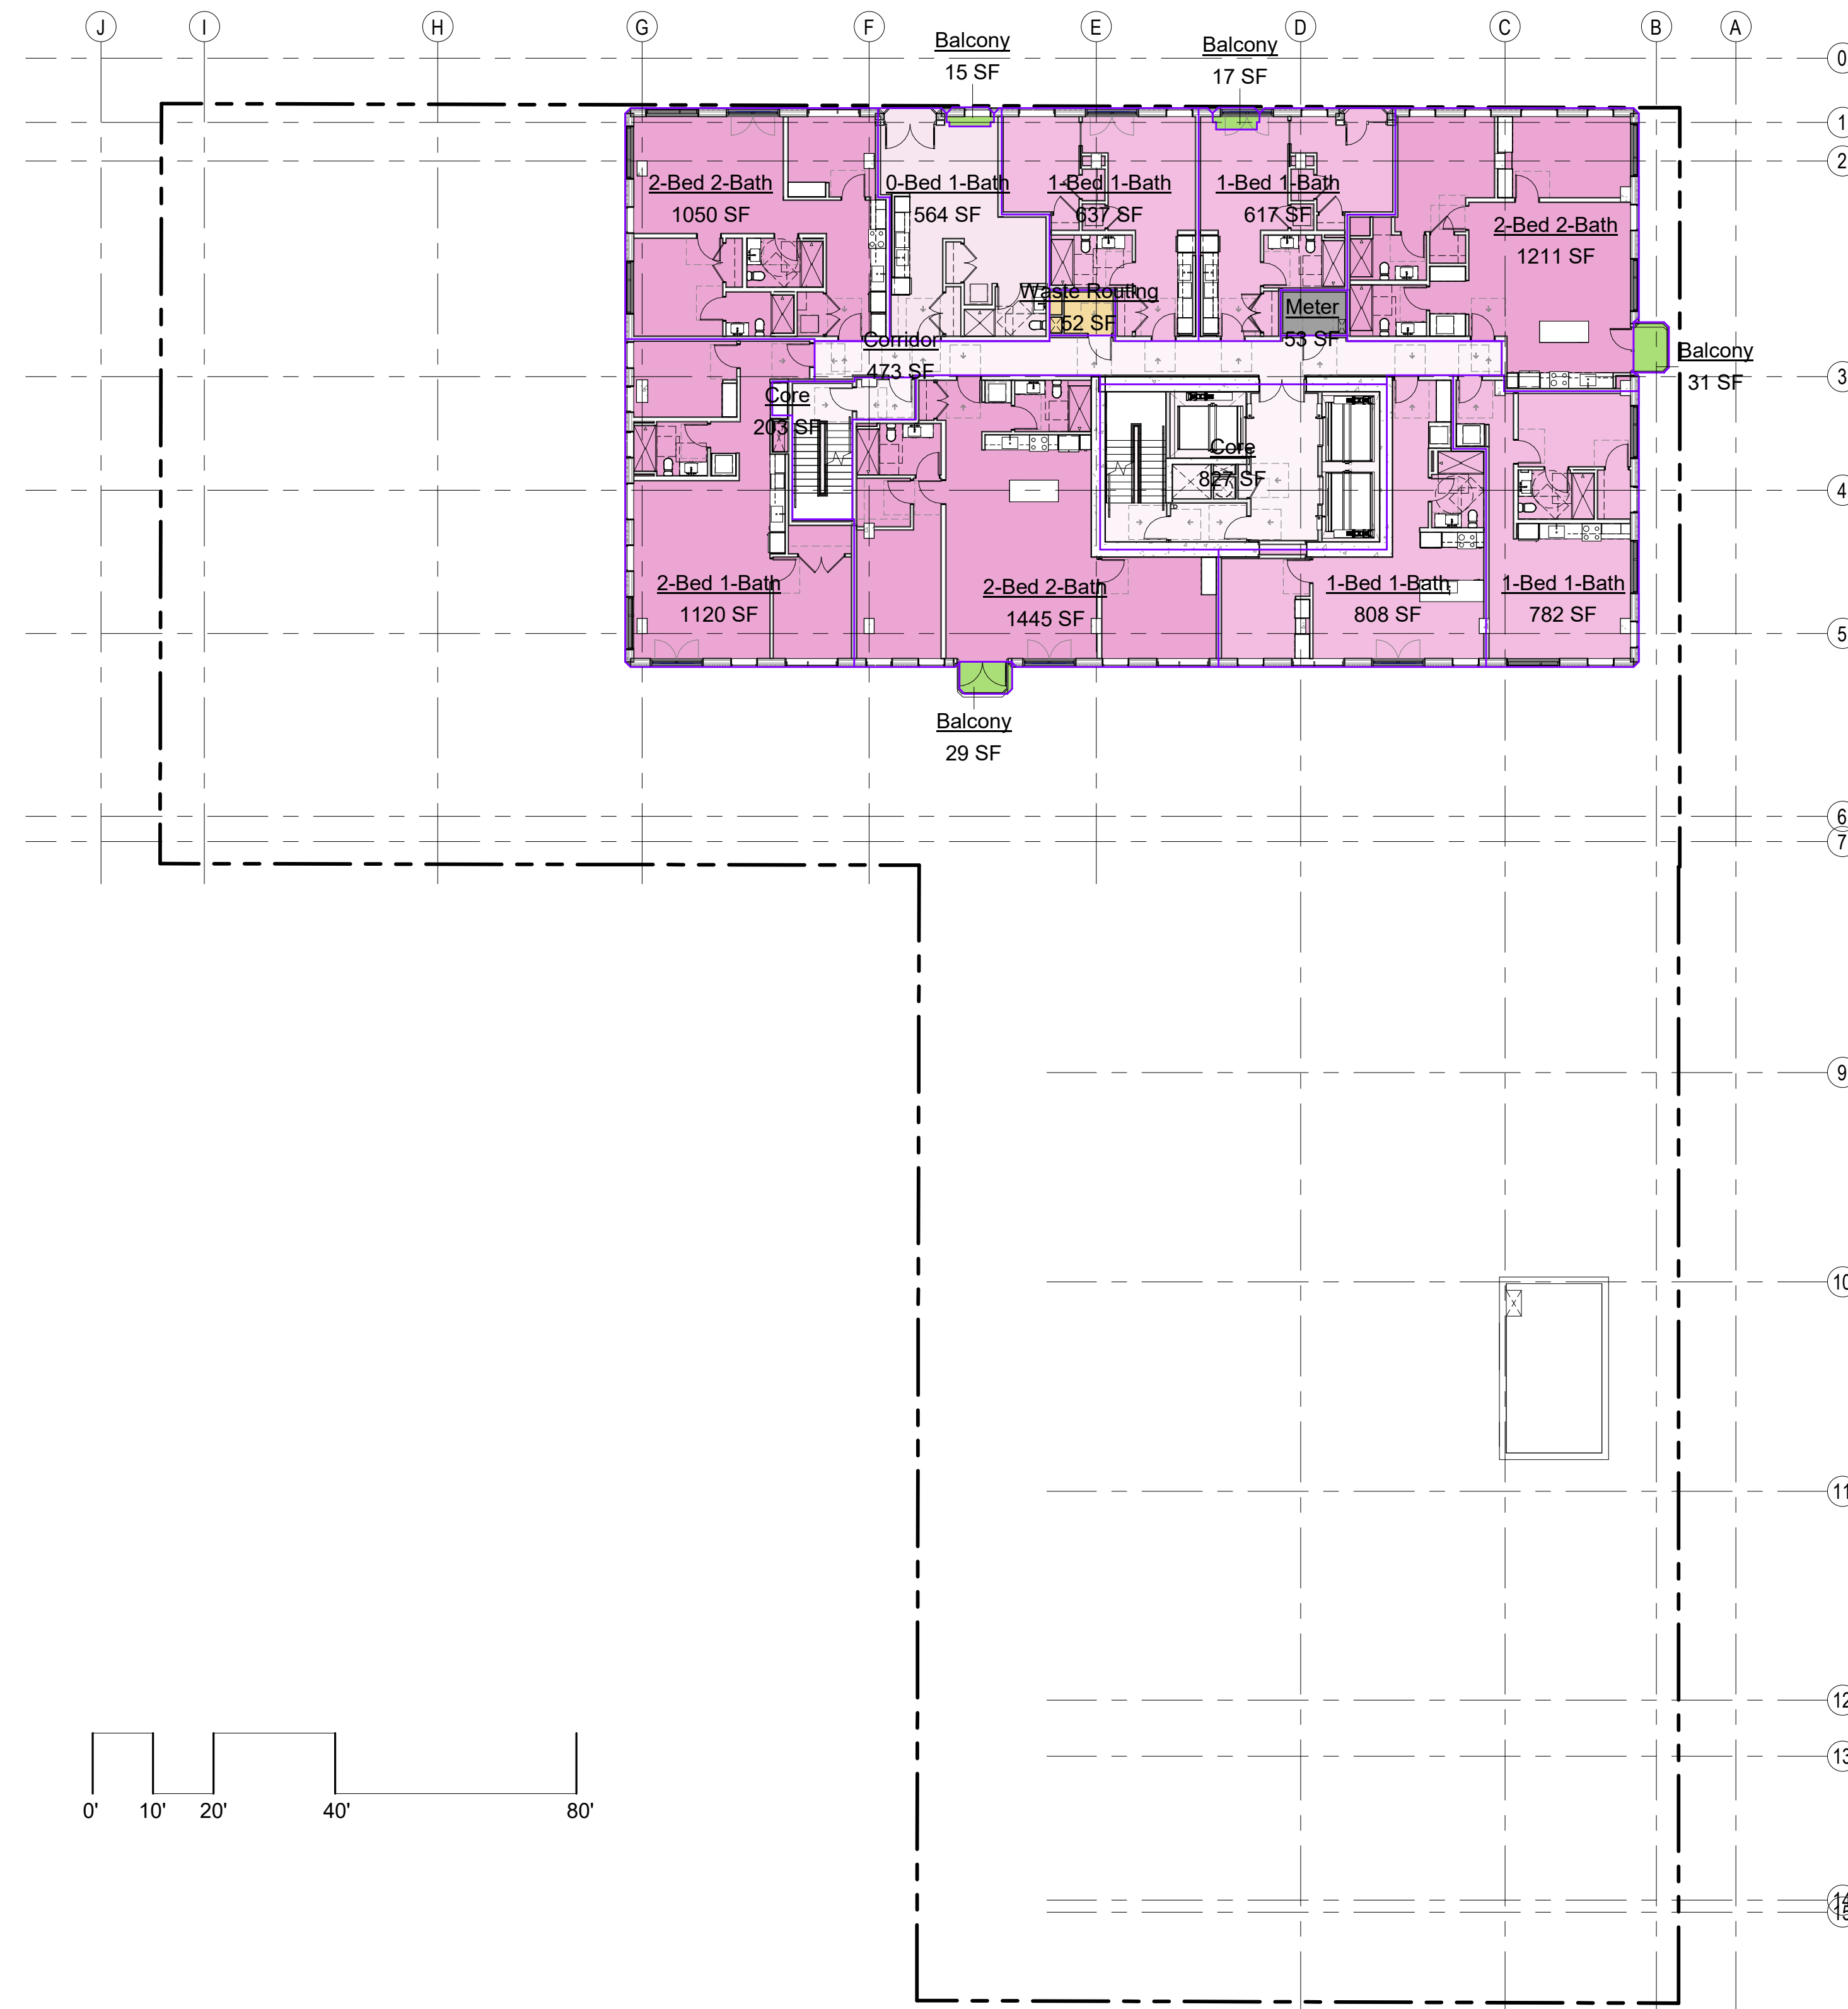 J
I
H
G
F
E
D
C
B
A
Balcony
15 SF
Balcony
17 SF
0
1
2
2-Bed 2-Bath
1050 SF
0-Bed 1-Bath
564 SF
1-Bed 1-Bath
637 SF
1-Bed 1-Bath
617 SF
2-Bed 2-Bath
1211 SF
Waste Routing
52 SF
Meter
53 SF
Corridor
473 SF
Balcony
31 SF
3
Core
203 SF
Core
827 SF
4
2-Bed 1-Bath
1120 SF
2-Bed 2-Bath
1445 SF
1-Bed 1-Bath
808 SF
1-Bed 1-Bath
782 SF
5
Balcony
29 SF
6
7
9
10
11
12
13
14
15
0'
10'
20'
40'
80'